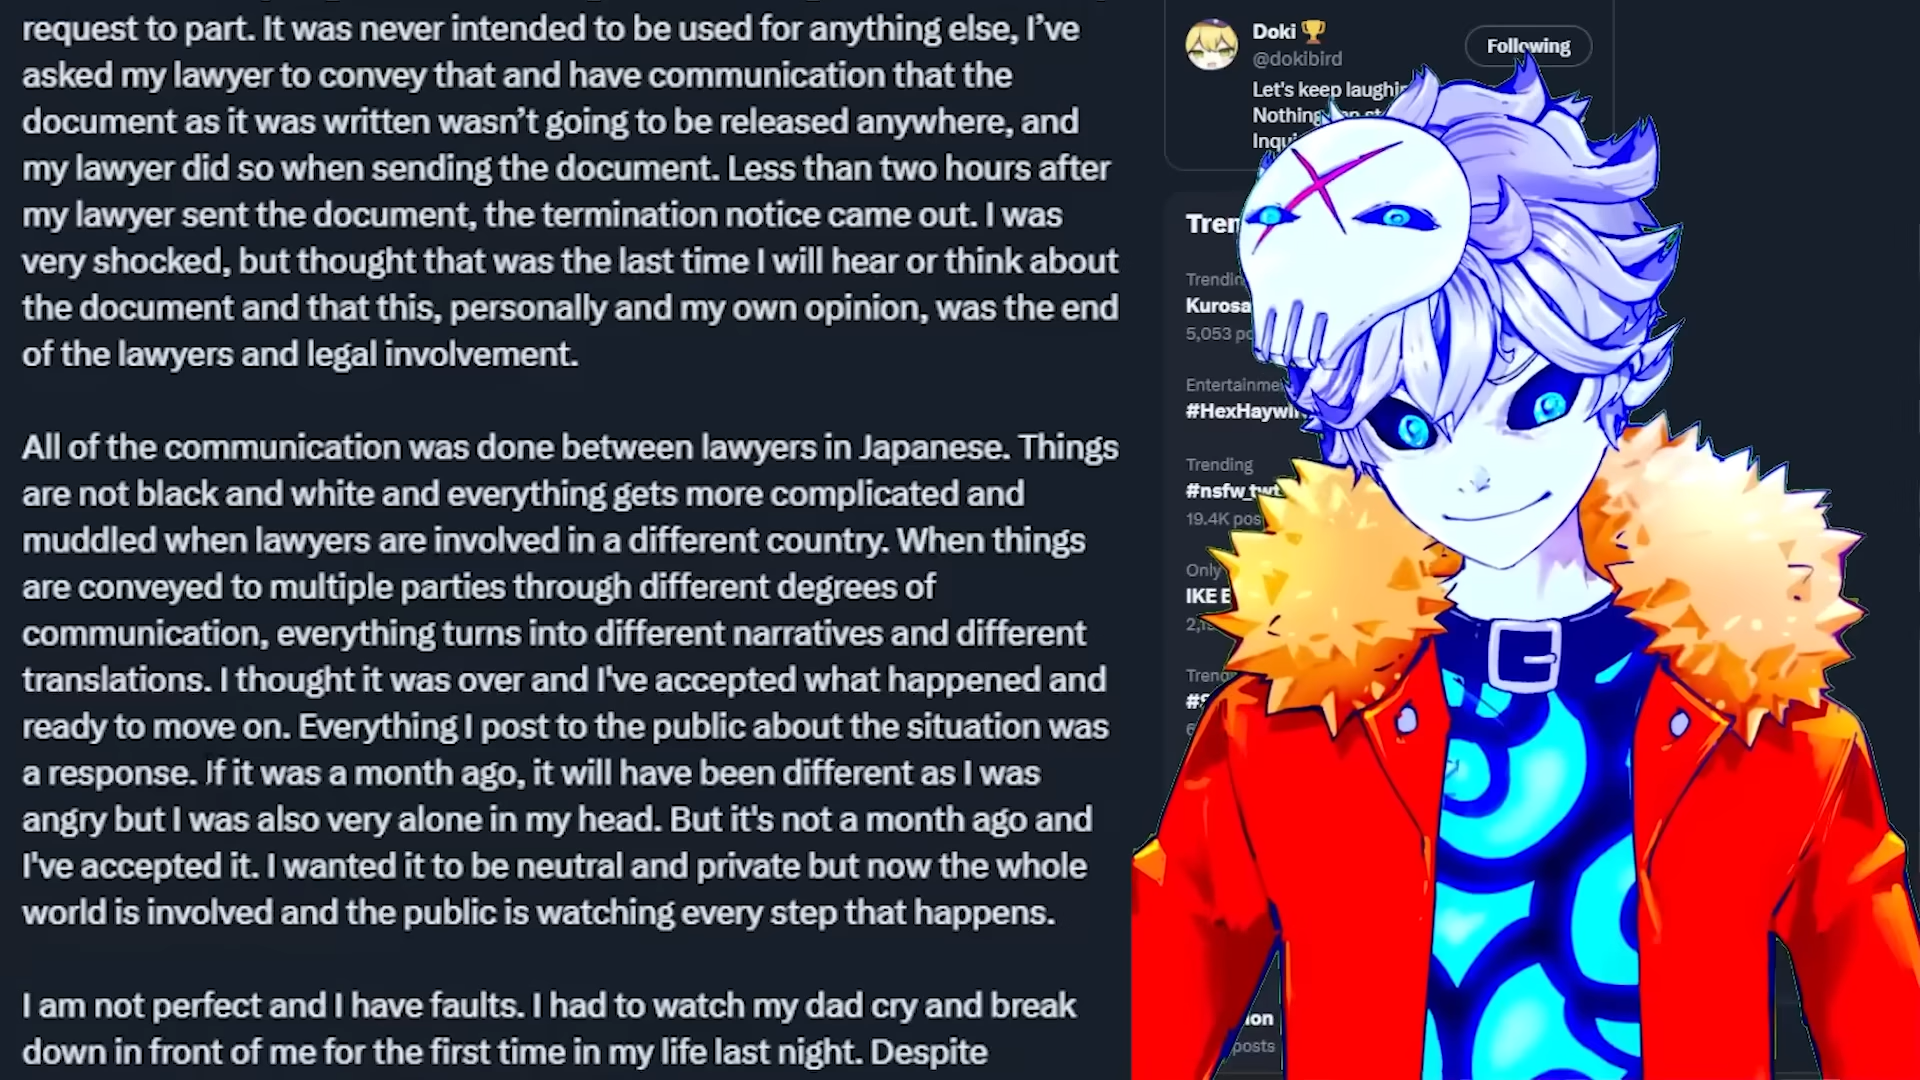 request to part. It was never intended to be used for anything else, I've
asked my lawyer to convey that and have communication that the
document as it was written wasn't going to be released anywhere, and
my lawyer did so when sending the document. Less than two hours after
my lawyer sent the document, the termination notice came out. I was
very shocked, but thought that was the last time I will hear or think about
the document and that this, personally and my own opinion, was the end
of the lawyers and legal involvement.
All of the communication was done between lawyers in Japanese. Things
are not black and white and everything gets more complicated and
muddled when lawyers are involved in a different country. When things
are conveyed to multiple parties through different degrees of
communication, everything turns into different narratives and different
translations. I thought it was over and I've accepted what happened and
ready to move on. Everything I post to the public about the situation was
a response. If it was a month ago, it will have been different as I was
angry but I was also very alone in my head. But it's not a month ago and
I've accepted it. I wanted it to be neutral and private but now the whole
world is involved and the public is watching every step that happens.
I am not perfect and I have faults. I had to watch my dad cry and break
down in front of me for the first time in my life last night. Despite
Doki 🏆
@dokibird
Following
Let's keep
Nothing
Trending
5,053
#HexHaywi
Trending
#nsfw_twt
19.4K
Only
IKE
posts